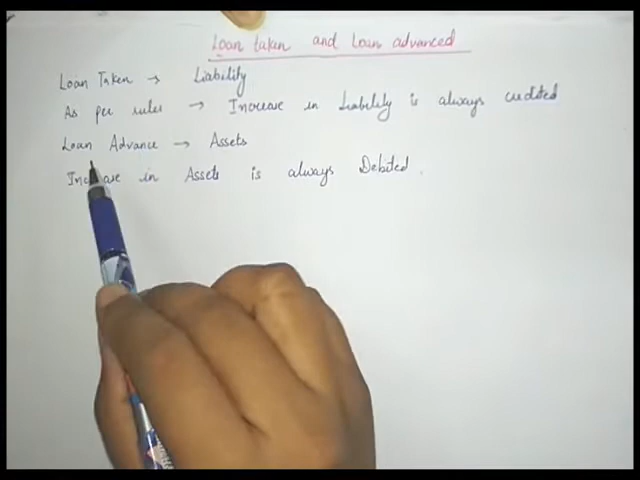 Loan taken and Loan advanced
Loan Taken → Liability
As per rules → Increase in Liability is always credited
Loan Advance → Assets
Increase in Assets is always Debited.